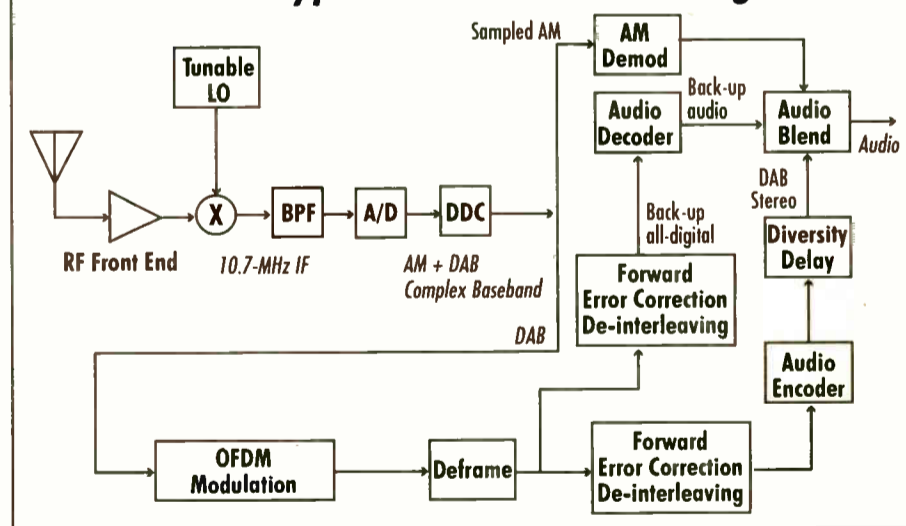 Sampled AM
AM
Demod
Tunable
LO
Audio
Decoder
Back-up
audio
Audio
Blend
Audio
X
BPF
A/D
DDC
RF Front End
10.7-MHz IF
AM + DAB
Complex Baseband
Back-up
all-digital
DAB
Stereo
Diversity
Delay
Forward
Error Correction
De-interleaving
DAB
Audio
Encoder
OFDM
Modulation
Deframe
Forward
Error Correction
De-interleaving